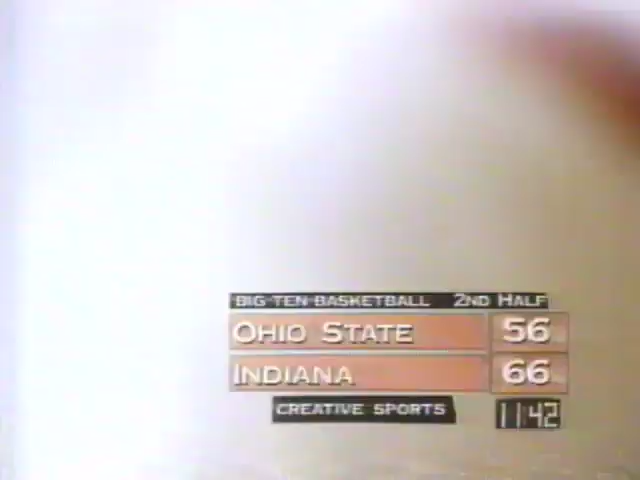 BIG TEN BASKETBALL 2ND HALF
OHIO STATE 56
INDIANA 66
CREATIVE SPORTS 11:42